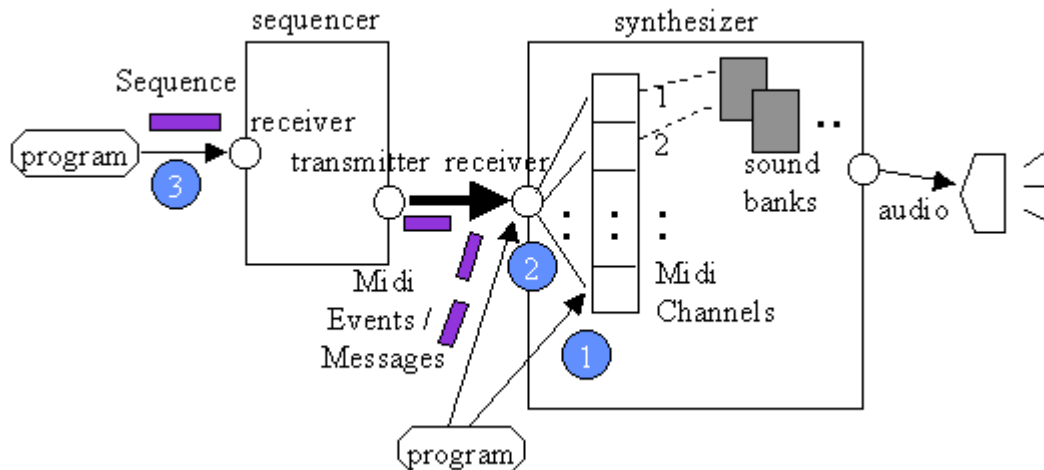 sequencer
synthesizer
Sequence
receiver
program
3
transmitter receiver
1
2
sound
banks
audio
2
Midi
Events /
Messages
Midi
Channels
1
program